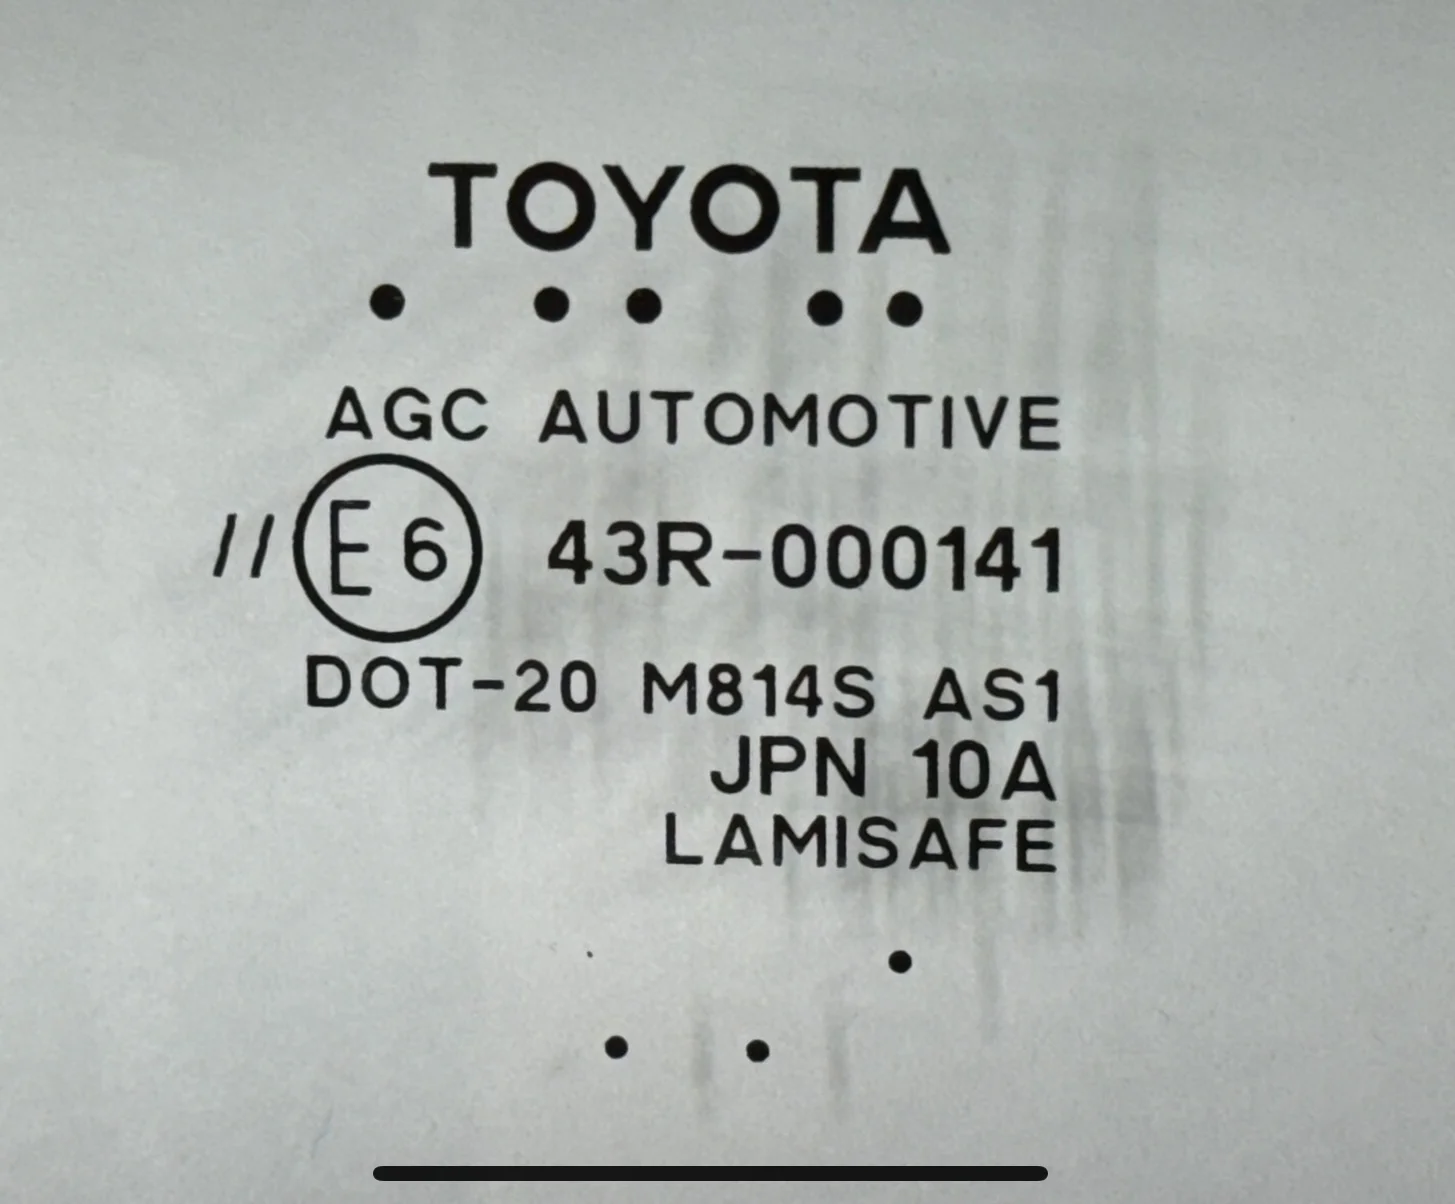 TOYOTA
AGC AUTOMOTIVE
// E6 43R-000141
DOT-20 M814S AS1
JPN 10A
LAMISAFE